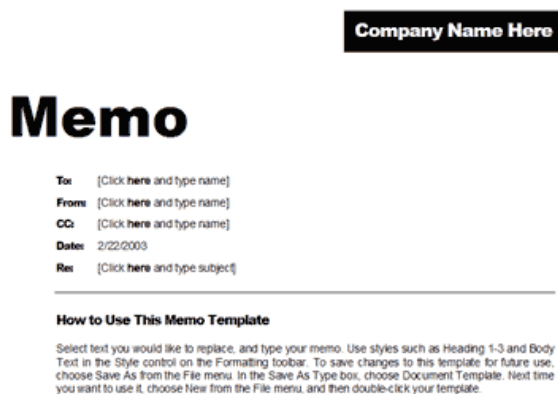 Company Name Here
Memo
To: [Click here and type name]
From: [Click here and type name]
CC: [Click here and type name]
Date: 2/22/2003
Re: [Click here and type subject]
How to Use This Memo Template
Select text you would like to replace, and type your memo. Use styles such as Heading 1-3 and Body
Text in the Style control on the Formatting toolbar. To save changes to this template for future use,
choose Save As from the File menu. In the Save As Type box, choose Document Template. Next time
you want to use it, choose New from the File menu, and then double-click your template.